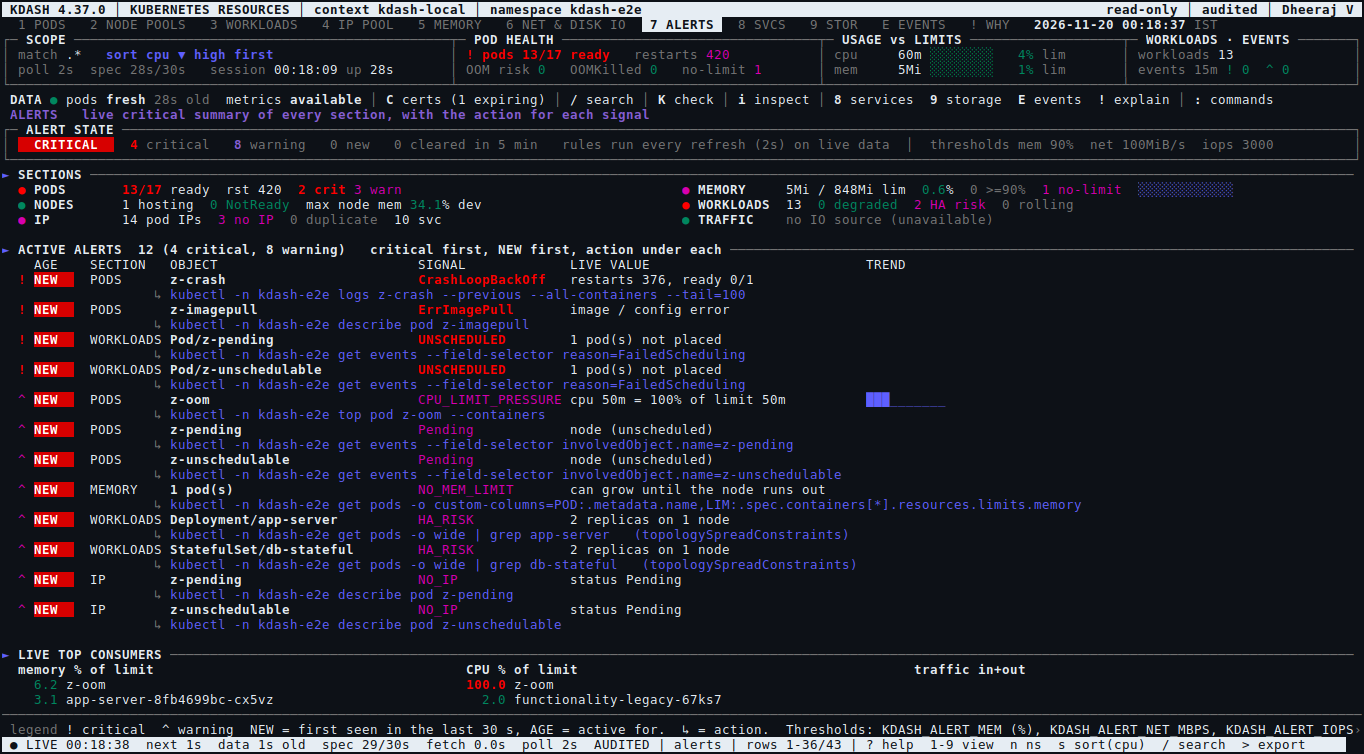 KDASH 4.37.0 │ KUBERNETES RESOURCES│ context kdash-local │ namespace kdash-e2e read-only │ audited │ Dheeraj V
1 PODS 2 NODE POOLS 3 WORKLOADS 4 IP POOL 5 MEMORY 6 NET & DISK IO 7 ALERTS 8 SVCS 9 STOR E EVENTS ! WHY 2026-11-20 00:18:37 IST
SCOPE POD HEALTH USAGE vs LIMITS WORKLOADS · EVENTS
match .* sort cpu ▼ high first ! pods 13/17 ready restarts 420 cpu 60m 4% lim workloads 13
poll 2s spec 28s/30s session 00:18:09 up 28s OOM risk 0 OOMKilled 0 no-limit 1 mem 5Mi 1% lim events 15m ! 0 ^ 0
DATA ● pods fresh 28s old metrics available │ C certs (1 expiring) │ / search │ K check │ i inspect │ 8 services 9 storage E events ! explain │ : commands
ALERTS live critical summary of every section, with the action for each signal
ALERT STATE
CRITICAL 4 critical 8 warning 0 new 0 cleared in 5 min rules run every refresh (2s) on live data │ thresholds mem 90% net 100MiB/s iops 3000
► SECTIONS
● PODS 13/17 ready rst 420 2 crit 3 warn ● MEMORY 5Mi / 848Mi lim 0.6% 0 >=90% 1 no-limit
● NODES 1 hosting 0 NotReady max node mem 34.1% dev ● WORKLOADS 13 0 degraded 2 HA risk 0 rolling
● IP 14 pod IPs 3 no IP 0 duplicate 10 svc ● TRAFFIC no IO source (unavailable)
► ACTIVE ALERTS 12 (4 critical, 8 warning) critical first, NEW first, action under each
AGE SECTION OBJECT SIGNAL LIVE VALUE TREND
! NEW PODS z-crash CrashLoopBackOff restarts 376, ready 0/1
↳ kubectl -n kdash-e2e logs z-crash --previous --all-containers --tail=100
! NEW PODS z-imagepull ErrImagePull image / config error
↳ kubectl -n kdash-e2e describe pod z-imagepull
! NEW WORKLOADS Pod/z-pending UNSCHEDULED 1 pod(s) not placed
↳ kubectl -n kdash-e2e get events --field-selector reason=FailedScheduling
! NEW WORKLOADS Pod/z-unschedulable UNSCHEDULED 1 pod(s) not placed
↳ kubectl -n kdash-e2e get events --field-selector reason=FailedScheduling
^ NEW PODS z-oom CPU_LIMIT_PRESSURE cpu 50m = 100% of limit 50m
↳ kubectl -n kdash-e2e top pod z-oom --containers
^ NEW PODS z-pending Pending node (unscheduled)
↳ kubectl -n kdash-e2e get events --field-selector involvedObject.name=z-pending
^ NEW PODS z-unschedulable Pending node (unscheduled)
↳ kubectl -n kdash-e2e get events --field-selector involvedObject.name=z-unschedulable
^ NEW MEMORY 1 pod(s) NO_MEM_LIMIT can grow until the node runs out
↳ kubectl -n kdash-e2e get pods -o custom-columns=POD:.metadata.name,LIM:.spec.containers[*].resources.limits.memory
^ NEW WORKLOADS Deployment/app-server HA_RISK 2 replicas on 1 node
↳ kubectl -n kdash-e2e get pods -o wide | grep app-server (topologySpreadConstraints)
^ NEW WORKLOADS StatefulSet/db-stateful HA_RISK 2 replicas on 1 node
↳ kubectl -n kdash-e2e get pods -o wide | grep db-stateful (topologySpreadConstraints)
^ NEW IP z-pending NO_IP status Pending
↳ kubectl -n kdash-e2e describe pod z-pending
^ NEW IP z-unschedulable NO_IP status Pending
↳ kubectl -n kdash-e2e describe pod z-unschedulable
► LIVE TOP CONSUMERS
memory % of limit CPU % of limit traffic in+out
6.2 z-oom 100.0 z-oom
3.1 app-server-8fb4699bc-cx5vz 2.0 functionality-legacy-67ks7
legend ! critical ^ warning NEW = first seen in the last 30 s, AGE = active for. ↳ = action. Thresholds: KDASH_ALERT_MEM (%), KDASH_ALERT_NET_MBPS, KDASH_ALERT_IOPS›
● LIVE 00:18:38 next 1s data 1s old spec 29/30s fetch 0.0s poll 2s AUDITED | alerts | rows 1-36/43 | ? help 1-9 view n ns s sort(cpu) / search > export